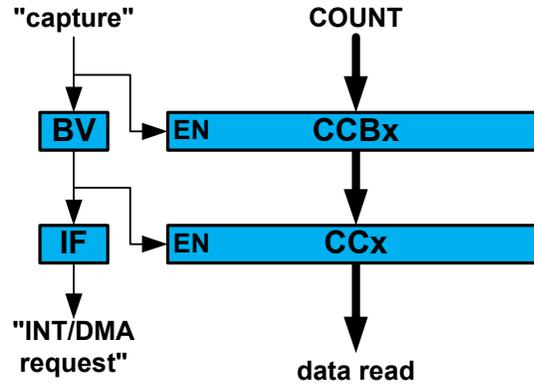 "capture"
COUNT
BV
EN
CCBx
IF
EN
CCx
"INT/DMA
request"
data read